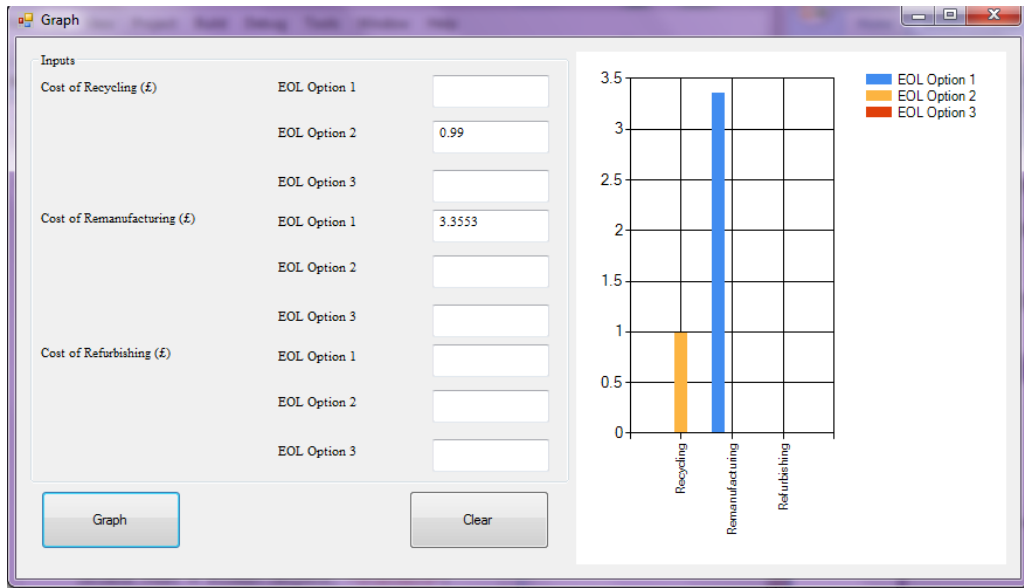 Graph
Inputs
Cost of Recycling (£)
EOL Option 1
EOL Option 2
0.99
EOL Option 3
Cost of Remanufacturing (£)
EOL Option 1
3.3553
EOL Option 2
EOL Option 3
Cost of Refurbishing (£)
EOL Option 1
EOL Option 2
EOL Option 3
Graph
Clear
3.5
3
2.5
2
1.5
1
0.5
0
Recycling
Remanufacturing
Refurbishing
EOL Option 1
EOL Option 2
EOL Option 3